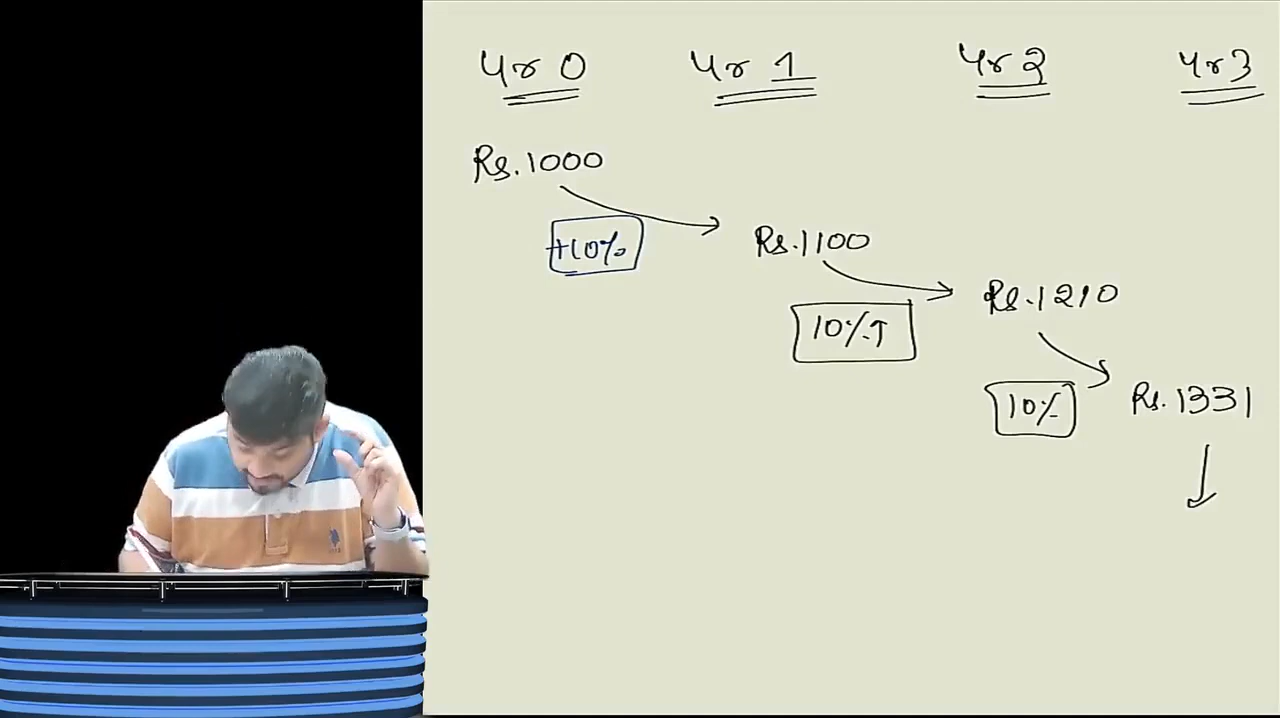 Yr 0 Yr 1 Yr 2 Yr 3
Rs.1000
+10% Rs.1100
10%↑ Rs.1210
10% Rs.1331